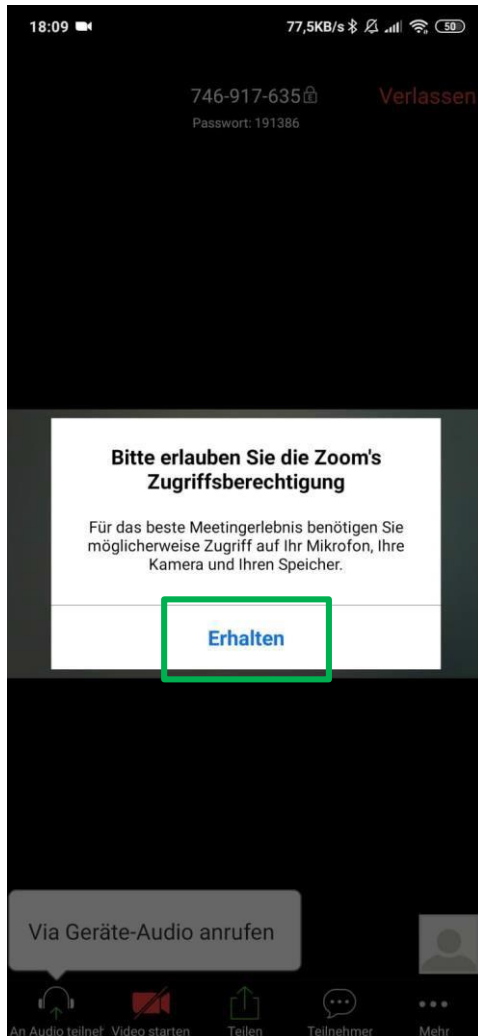 18:09 77,5KB/s 50
746-917-635 Verlassen
Passwort: 191386
Bitte erlauben Sie die Zoom's
Zugriffsberechtigung
Für das beste Meetingerlebnis benötigen Sie
möglicherweise Zugriff auf Ihr Mikrofon, Ihre
Kamera und Ihren Speicher.
Erhalten
Via Geräte-Audio anrufen
An Audio teilneh Video starten Teilen Teilnehmer Mehr